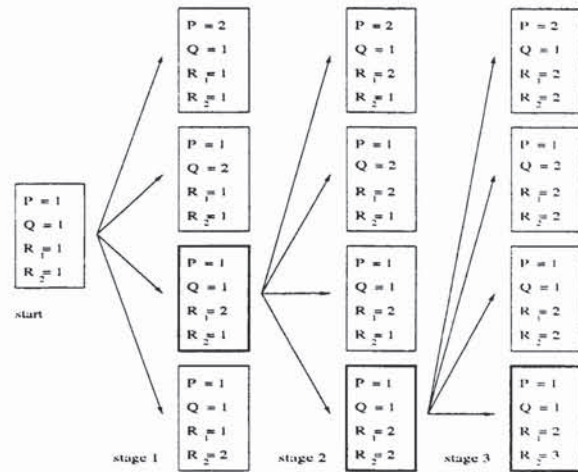 P = 1
Q = 1
R₁= 1
R₂= 1
start
P = 2
Q = 1
R₁= 1
R₂= 1
P = 1
Q = 2
R₁= 1
R₂= 1
P = 1
Q = 1
R₁= 2
R₂= 1
P = 1
Q = 1
R₁= 1
R₂= 2
stage 1
P = 2
Q = 1
R₁= 2
R₂= 1
P = 1
Q = 2
R₁= 2
R₂= 1
P = 1
Q = 1
R₂= 1
P = 1
Q = 1
R₁= 2
R₂= 2
stage 2
P = 2
Q = 1
R₁= 2
R₂= 2
P = 1
Q = 2
R₁= 2
R₂= 2
P = 1
Q = 1
R₂= 2
P = 1
Q = 1
R₁= 2
R₂= 3
stage 3